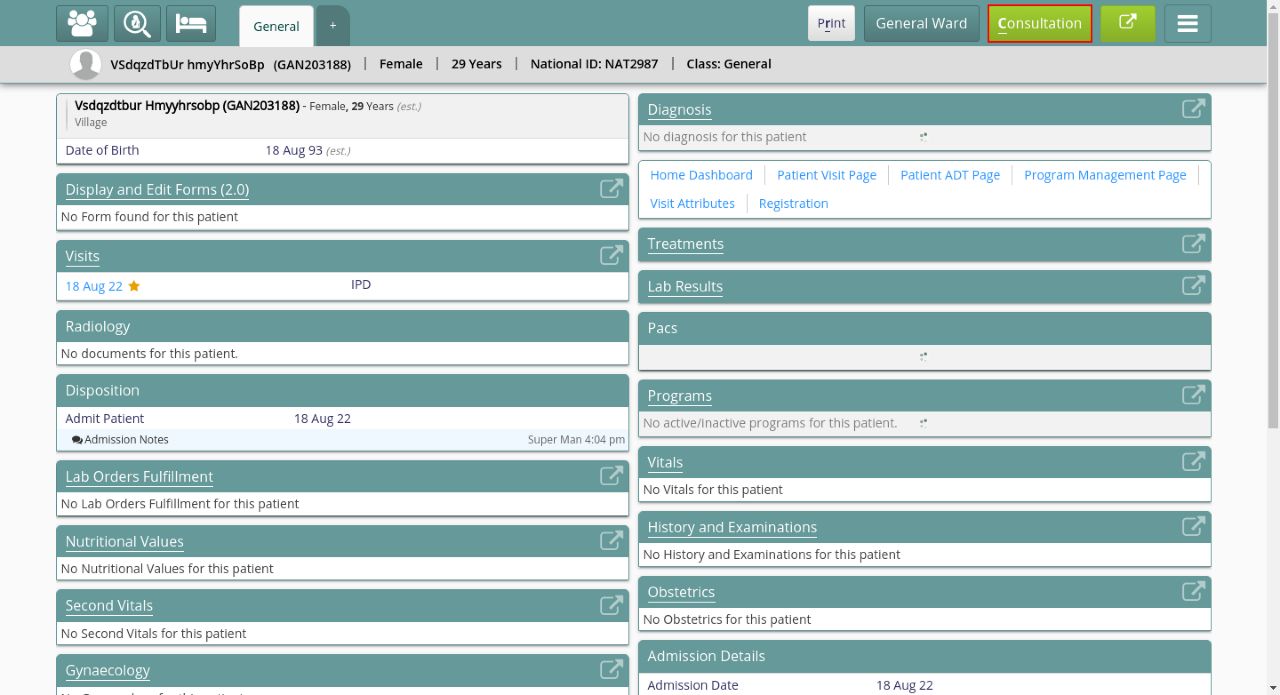 General
+
Print
General Ward
Consultation
VSdqzdTbUr hmyYhrSoBp (GAN203188) | Female | 29 Years | National ID: NAT2987 | Class: General
Vsdqzdtbur Hmyyhrsobp (GAN203188) - Female, 29 Years (est.)
Village
Date of Birth 18 Aug 93 (est.)
Display and Edit Forms (2.0)
No Form found for this patient
Visits
18 Aug 22 IPD
Radiology
No documents for this patient.
Disposition
Admit Patient 18 Aug 22
Admission Notes Super Man 4:04 pm
Lab Orders Fulfillment
No Lab Orders Fulfillment for this patient
Nutritional Values
No Nutritional Values for this patient
Second Vitals
No Second Vitals for this patient
Gynaecology
Diagnosis
No diagnosis for this patient
Home Dashboard Patient Visit Page Patient ADT Page Program Management Page
Visit Attributes Registration
Treatments
Lab Results
Pacs
Programs
No active/inactive programs for this patient.
Vitals
No Vitals for this patient
History and Examinations
No History and Examinations for this patient
Obstetrics
No Obstetrics for this patient
Admission Details
Admission Date 18 Aug 22